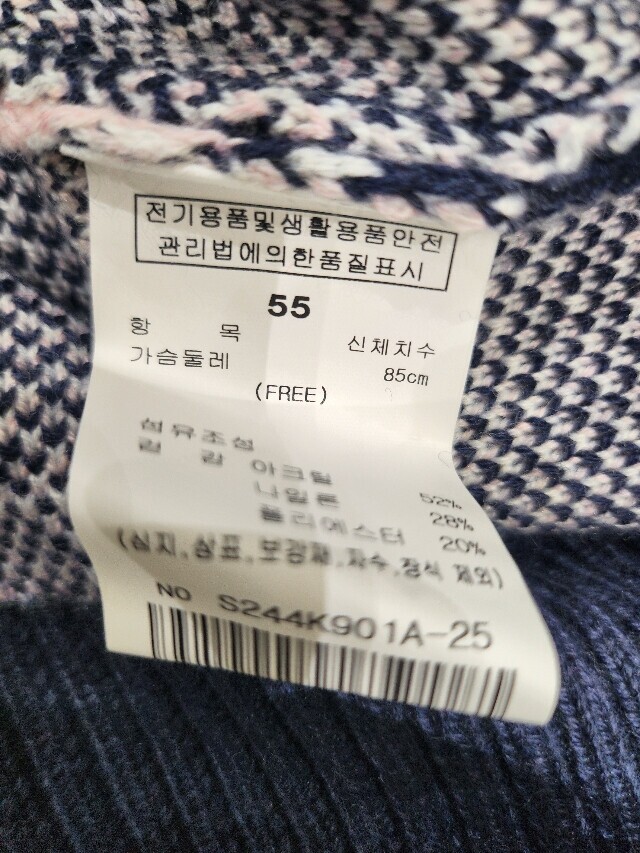 전기용품및생활용품안전
관리법에의한품질표시
55
항 목 신체치수
가슴둘레 85cm
(FREE)
섬유조성
겉 감 아크릴 52%
나일론 28%
폴리에스터 20%
(심지,상표,보강재,자수,장식 제외)
NO S244K901A-25